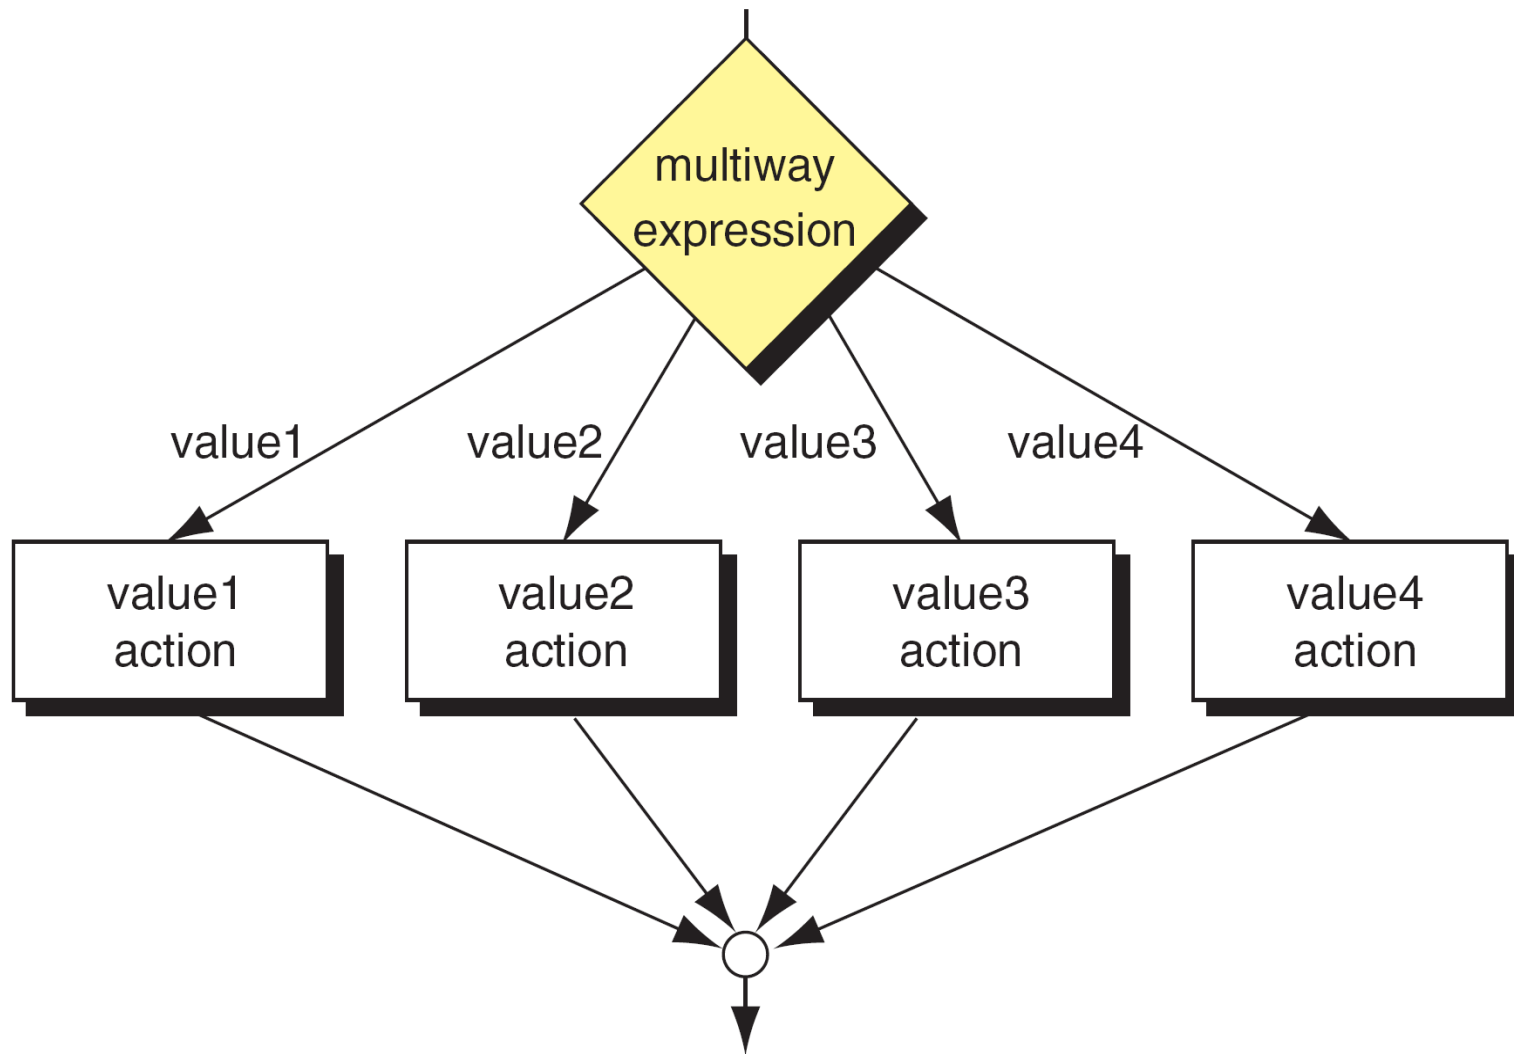 multiway
expression
value1
value2
value3
value4
value1
action
value2
action
value3
action
value4
action